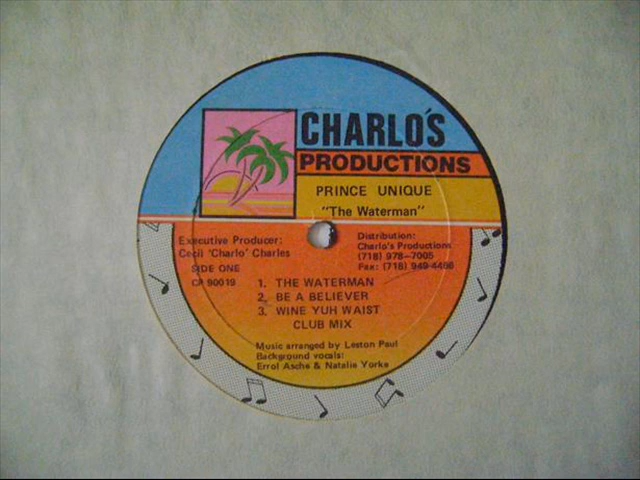 CHARLO'S
PRODUCTIONS
PRINCE UNIQUE
"The Waterman"
Executive Producer:
Cecil 'Charlo' Charles
SIDE ONE
CP 90019
Distribution:
Charlo's Productions
(718) 978-7005
Fax: (718) 949-4406
1. THE WATERMAN
2. BE A BELIEVER
3. WINE YUH WAIST
CLUB MIX
Music arranged by Leston Paul
Background vocals:
Errol Asche & Natalie Yorke